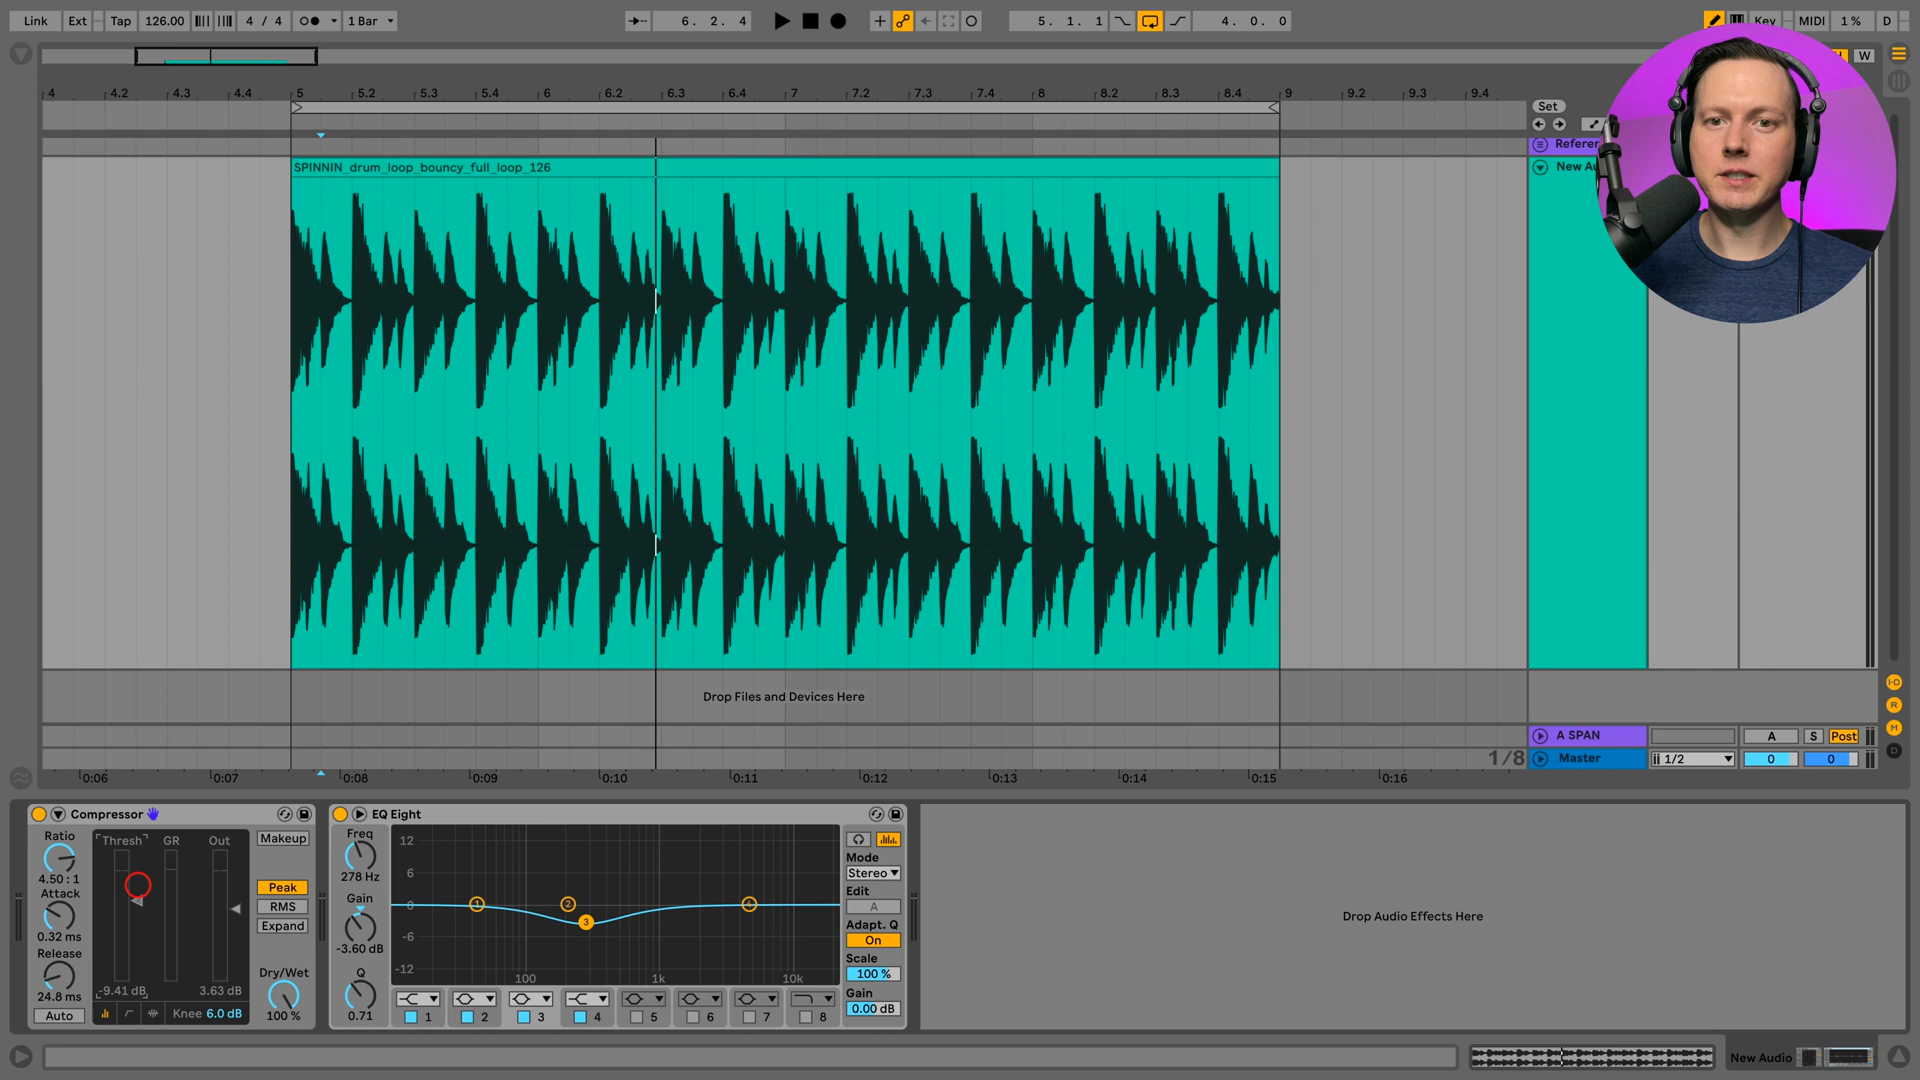 Link Ext Tap 126.00 4 / 4 1 Bar 6. 2. 4 5. 1. 1 4. 0. 0 Key MIDI 1 % D
W
4 4.2 4.3 4.4 5 5.2 5.3 5.4 6 6.2 6.3 6.4 7 7.2 7.3 7.4 8 8.2 8.3 8.4 9 9.2 9.3 9.4
Set
SPINNIN_drum_loop_bouncy_full_loop_126
Drop Files and Devices Here
A SPAN A S Post
1/8 Master 1/2 0 0
I·O
R
M
D
0:06 0:07 0:08 0:09 0:10 0:11 0:12 0:13 0:14 0:15 0:16
Compressor
Ratio
4.50 : 1
Attack
0.32 ms
Release
24.8 ms
Auto
Thresh GR Out
-9.41 dB 3.63 dB
Knee 6.0 dB
Makeup
Peak
RMS
Expand
Dry/Wet
100 %
EQ Eight
Freq
278 Hz
Gain
-3.60 dB
Q
0.71
12
6
0
-6
-12
100 1k 10k
1 2 3 4
1 2 3 4 5 6 7 8
Mode
Stereo
Edit
A
Adapt. Q
On
Scale
100 %
Gain
0.00 dB
Drop Audio Effects Here
New Audio